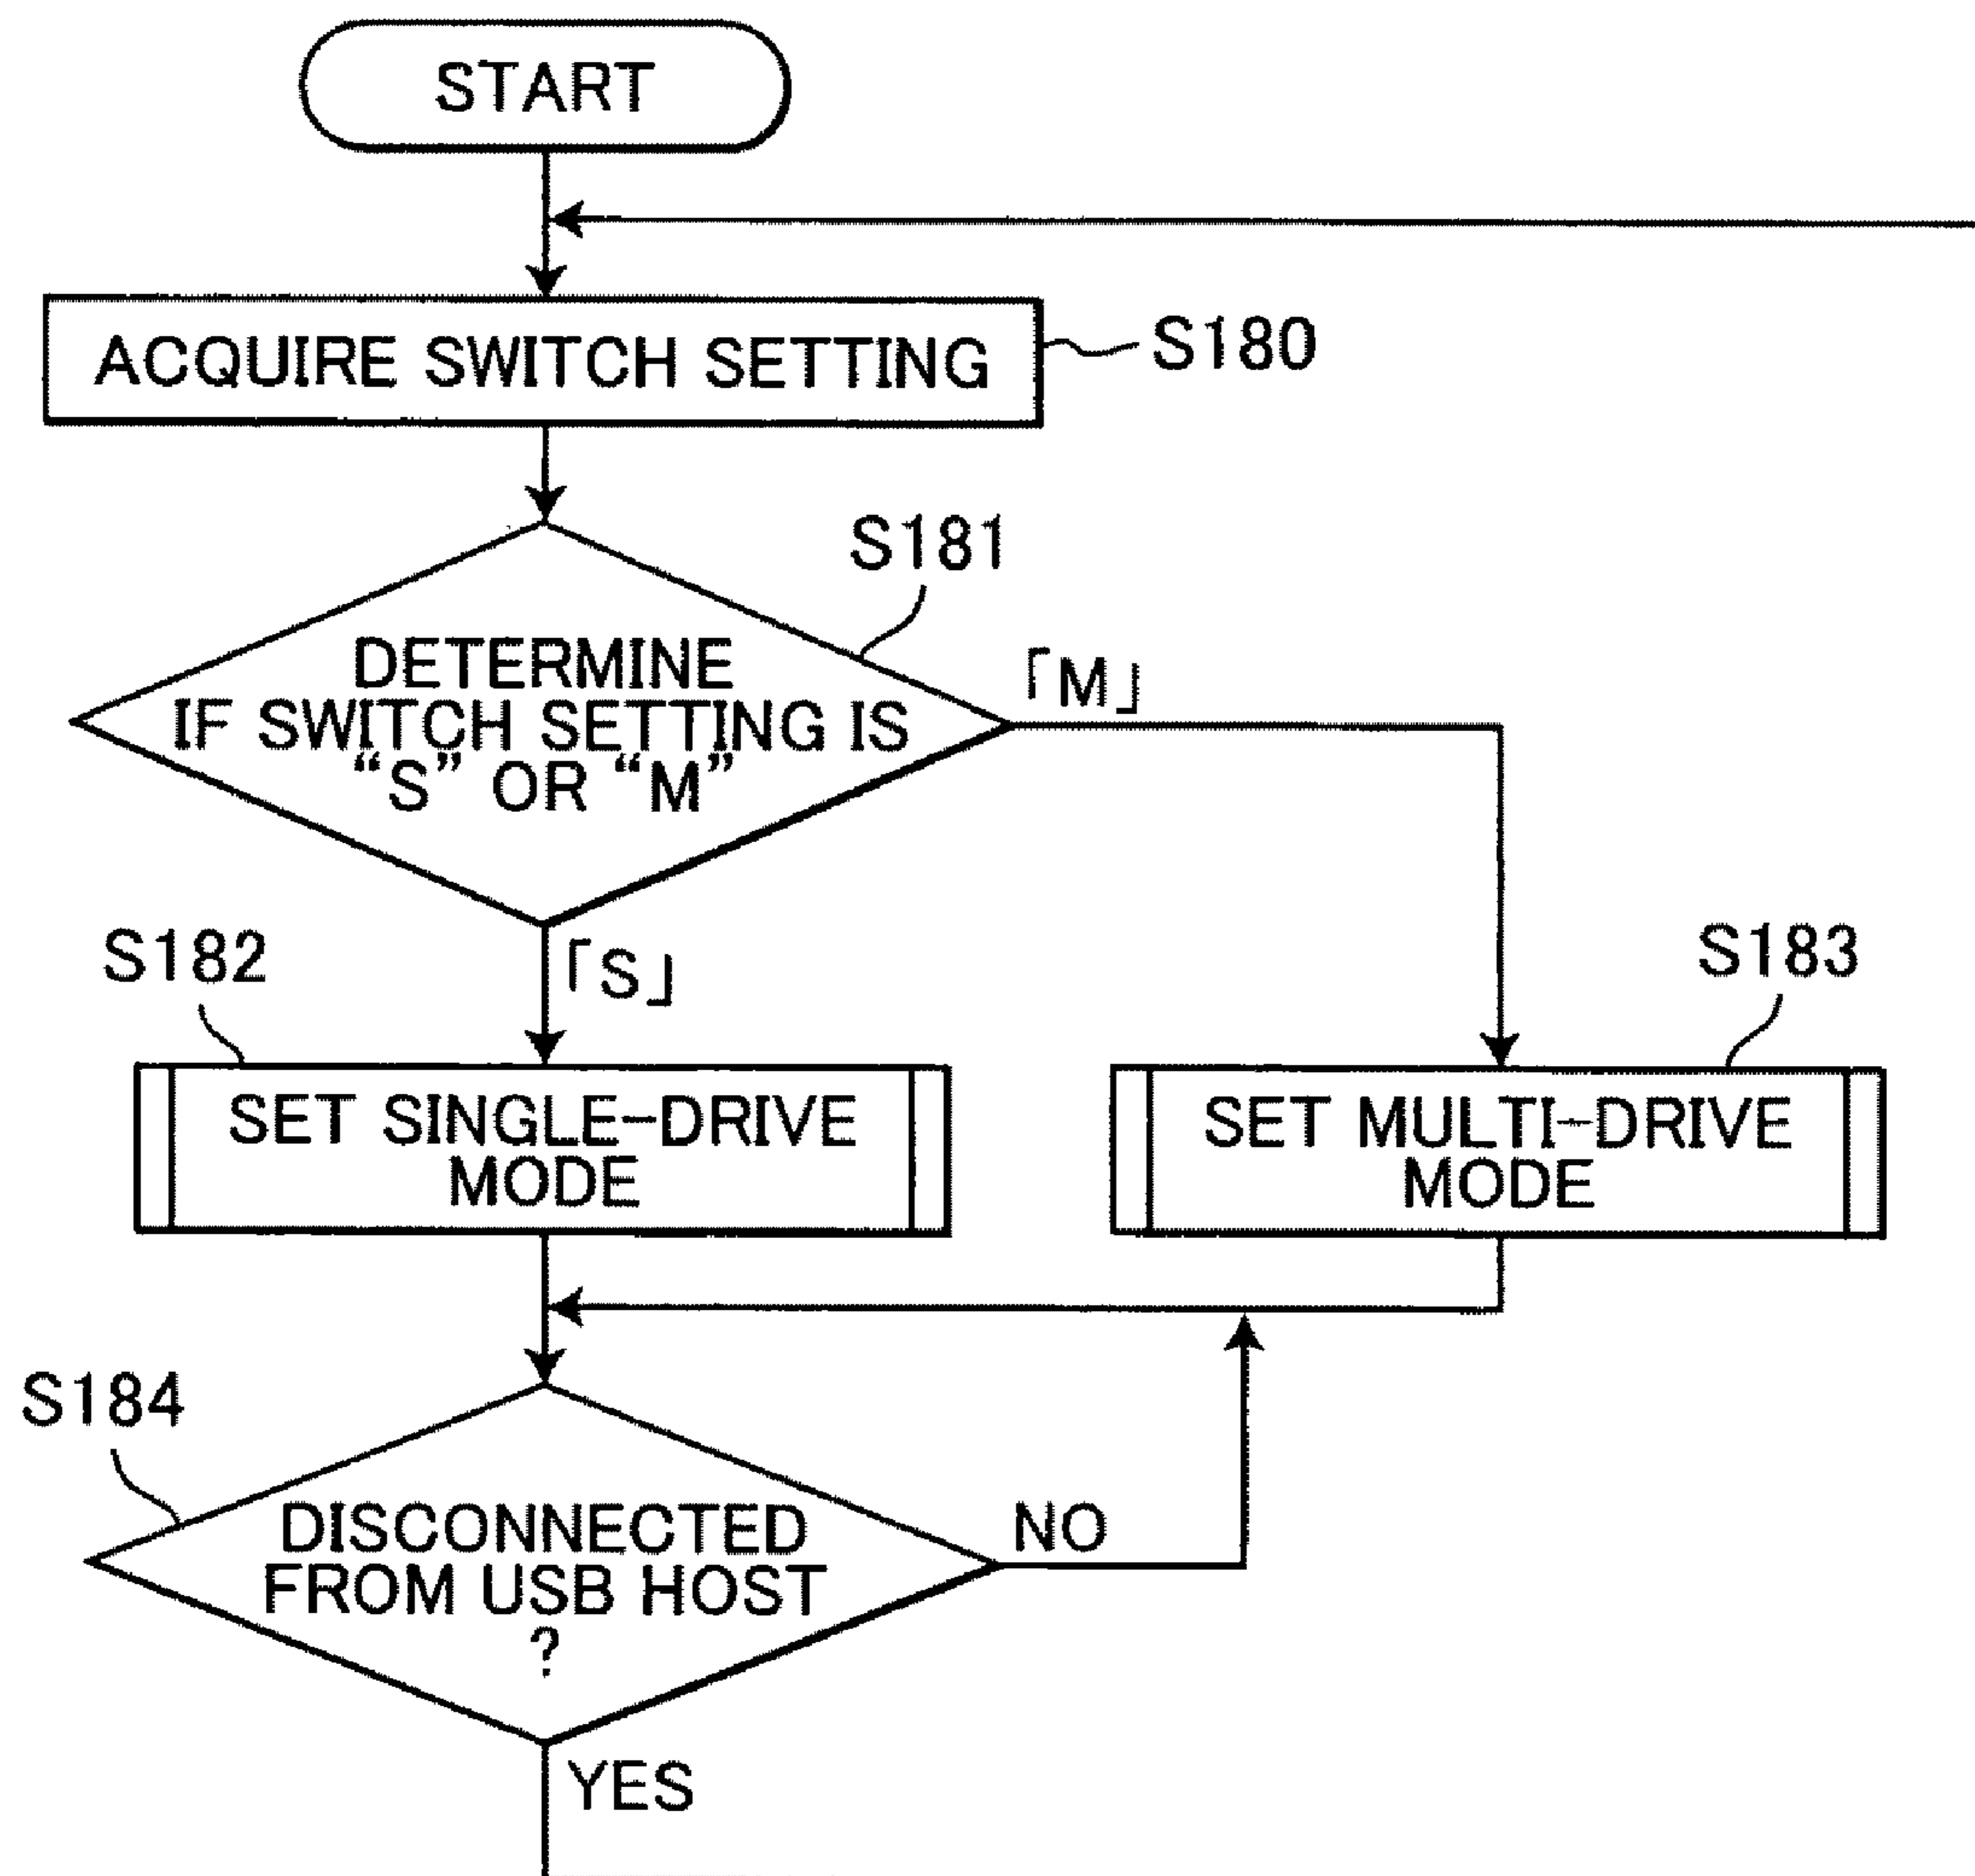 START
ACQUIRE SWITCH SETTING
S180
S181
DETERMINE
IF SWITCH SETTING IS
“S” OR “M”
「M」
「S」
S182
S183
SET SINGLE-DRIVE
MODE
SET MULTI-DRIVE
MODE
S184
DISCONNECTED
FROM USB HOST
?
NO
YES